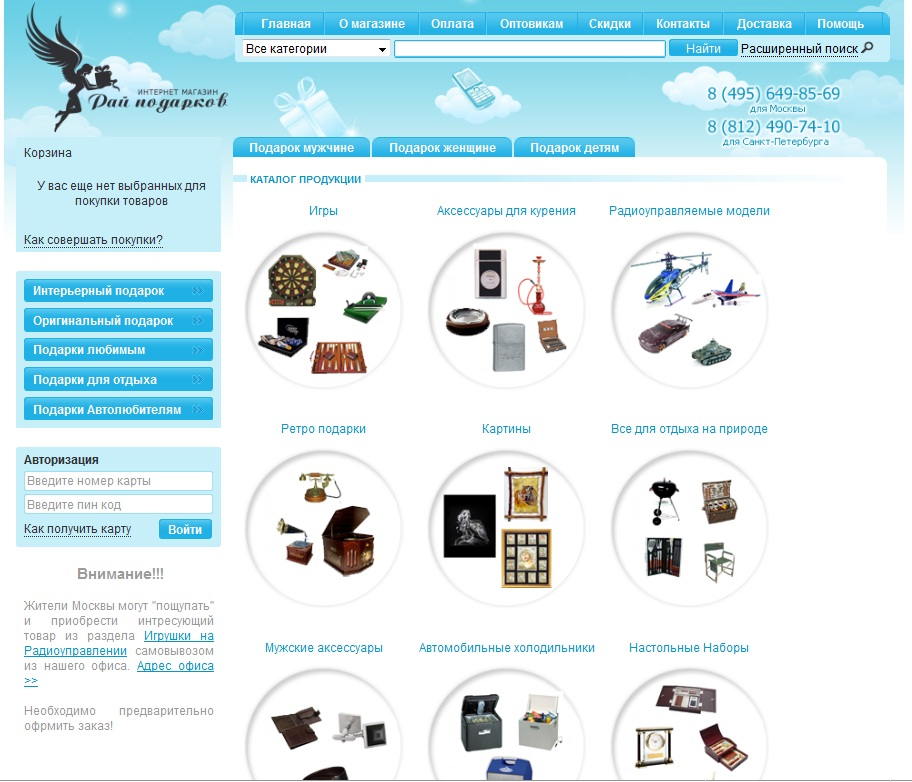 Главная О магазине Оплата Оптовикам Скидки Контакты Доставка Помощь
Все категории Найти Расширенный поиск
ИНТЕРНЕТ МАГАЗИН
Рай подарков
8 (495) 649-85-69
для Москвы
8 (812) 490-74-10
для Санкт-Петербурга
Подарок мужчине Подарок женщине Подарок детям
Корзина
У вас еще нет выбранных для
покупки товаров
Как совершать покупки?
Интерьерный подарок
Оригинальный подарок
Подарки любимым
Подарки для отдыха
Подарки Автолюбителям
Авторизация
Введите номер карты
Введите пин код
Как получить карту Войти
Внимание!!!
Жители Москвы могут "пощупать"
и приобрести интресующий
товар из раздела Игрушки на
Радиоуправлении самовывозом
из нашего офиса. Адрес офиса
>>
Необходимо предварительно
офрмить заказ!
КАТАЛОГ ПРОДУКЦИИ
Игры Аксессуары для курения Радиоуправляемые модели
Ретро подарки Картины Все для отдыха на природе
Мужские аксессуары Автомобильные холодильники Настольные Наборы